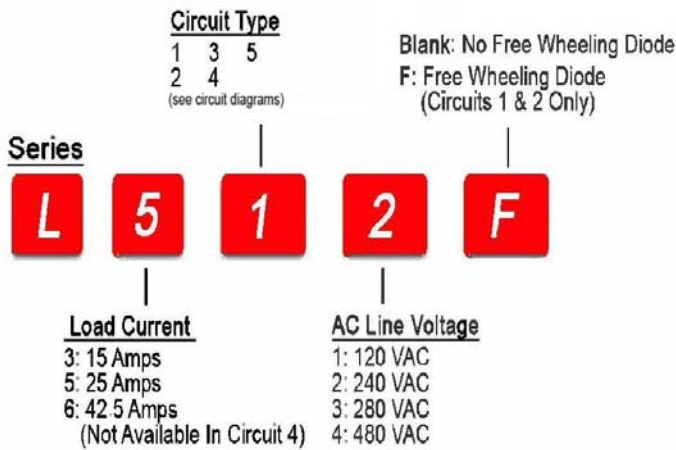 Circuit Type
1 3 5
2 4
(see circuit diagrams)
Blank: No Free Wheeling Diode
F: Free Wheeling Diode
(Circuits 1 & 2 Only)
Series
L 5 1 2 F
Load Current
3: 15 Amps
5: 25 Amps
6: 42.5 Amps
(Not Available In Circuit 4)
AC Line Voltage
1: 120 VAC
2: 240 VAC
3: 280 VAC
4: 480 VAC